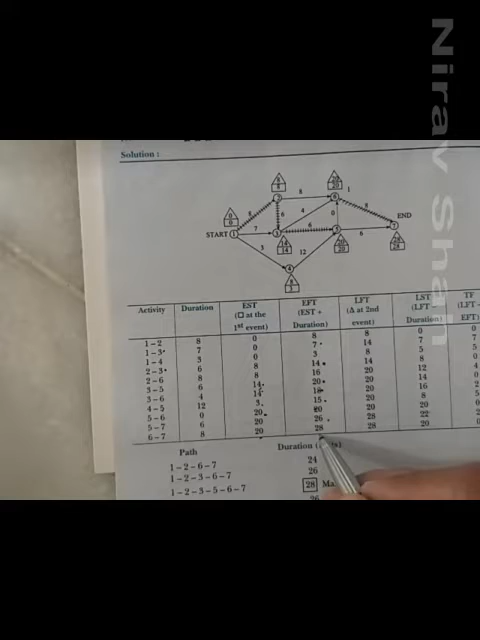 Nirav Shah
Solution :
START
END
Activity Duration EST EFT LFT LST TF
(□ at the (EST + (Δ at 2nd (LFT – (LFT –
1st event) Duration) event) Duration) EFT)
1 – 2 8 0 8 8 0 0
1 – 3 7 0 7 14 7 7
1 – 4 3 0 3 8 5 5
2 – 3 6 8 14 14 8 0
2 – 6 8 8 16 20 12 4
3 – 5 6 14 20 20 14 0
3 – 6 4 14 18 20 16 2
4 – 5 12 3 15 20 8 5
5 – 6 0 20 20 20 20 0
5 – 7 6 20 26 28 22 2
6 – 7 8 20 28 28 20 0
Path Duration
1 – 2 – 6 – 7 24
1 – 2 – 3 – 6 – 7 26
1 – 2 – 3 – 5 – 6 – 7 28